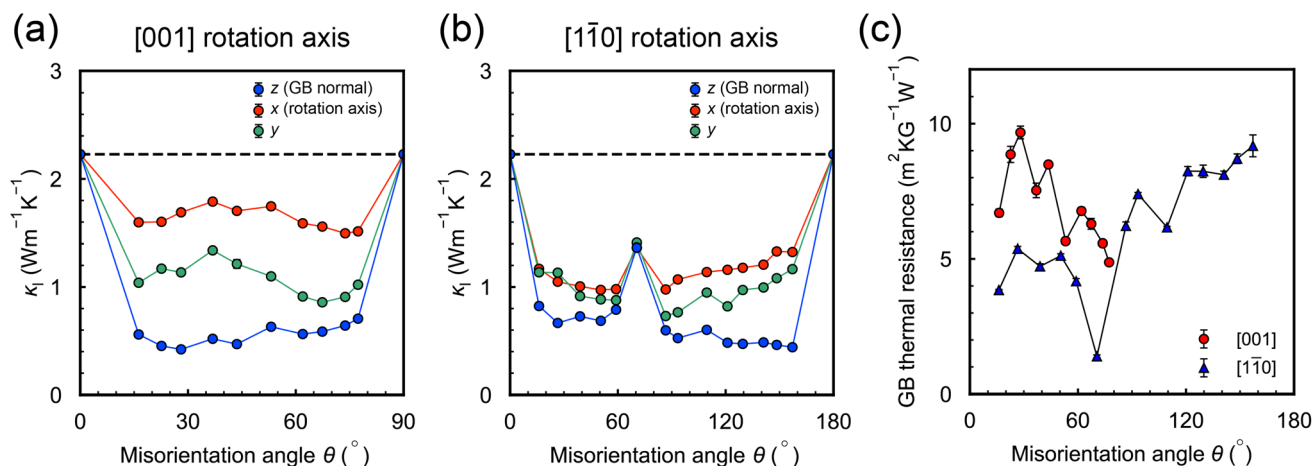 (a)
[001] rotation axis
κl (Wm⁻¹K⁻¹)
3
2
1
0
z (GB normal)
x (rotation axis)
y
0
30
60
90
Misorientation angle θ (°)
(b)
[11̅0] rotation axis
κl (Wm⁻¹K⁻¹)
3
2
1
0
z (GB normal)
x (rotation axis)
y
0
60
120
180
Misorientation angle θ (°)
(c)
GB thermal resistance (m²KG⁻¹W⁻¹)
10
5
0
[001]
[11̅0]
0
60
120
180
Misorientation angle θ (°)